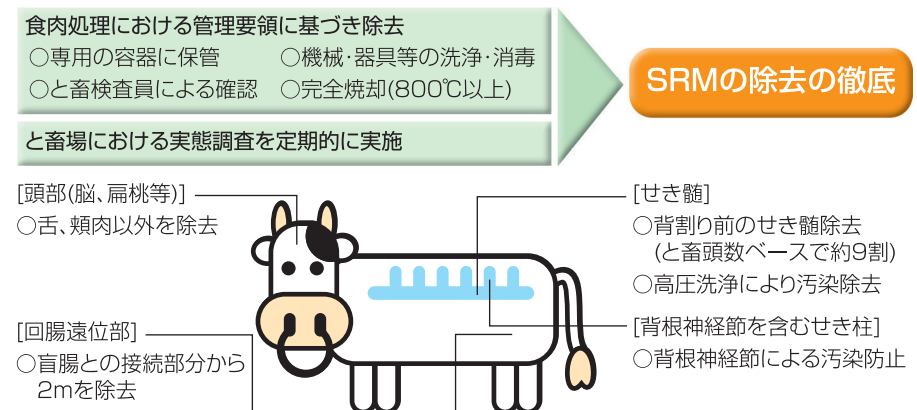 食肉処理における管理要領に基づき除去
○専用の容器に保管 ○機械・器具等の洗浄・消毒
○と畜検査員による確認 ○完全焼却(800℃以上)
と畜場における実態調査を定期的に実施
SRMの除去の徹底
[頭部(脳、扁桃等)]
○舌、頬肉以外を除去
[せき髄]
○背割り前のせき髄除去
(と畜頭数ベースで約9割)
○高圧洗浄により汚染除去
[回腸遠位部]
○盲腸との接続部分から
2mを除去
[背根神経節を含むせき柱]
○背根神経節による汚染防止